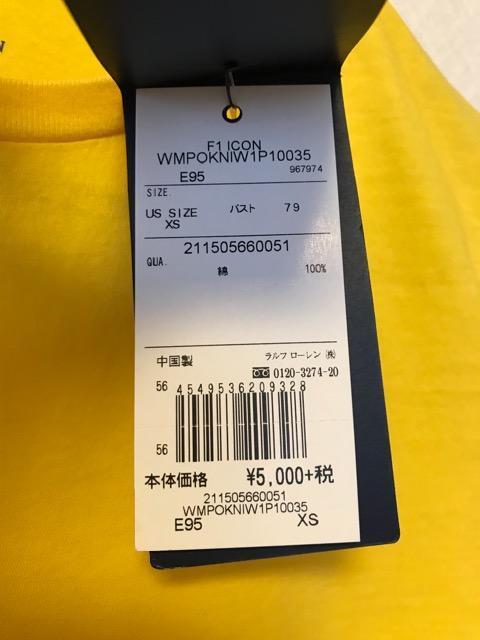 F1 ICON
WMPOKNIW1P10035
E95 967974
SIZE.
US SIZE バスト 79
XS
211505660051
QUA.
綿 100%
中国製 ラルフ ローレン ㈱
0120-3274-20
56 4549536209328
56
本体価格 ¥5,000+税
211505660051
WMPOKNIW1P10035
E95 XS